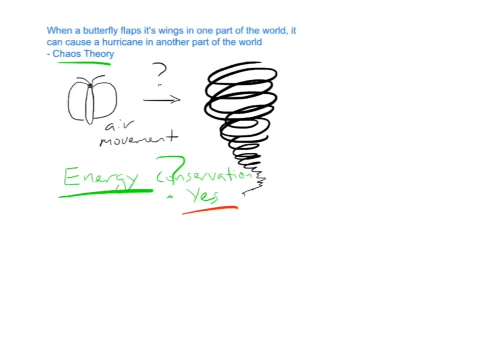 When a butterfly flaps it's wings in one part of the world, it
can cause a hurricane in another part of the world
- Chaos Theory
?
air
movement
Energy conservation
?
Yes